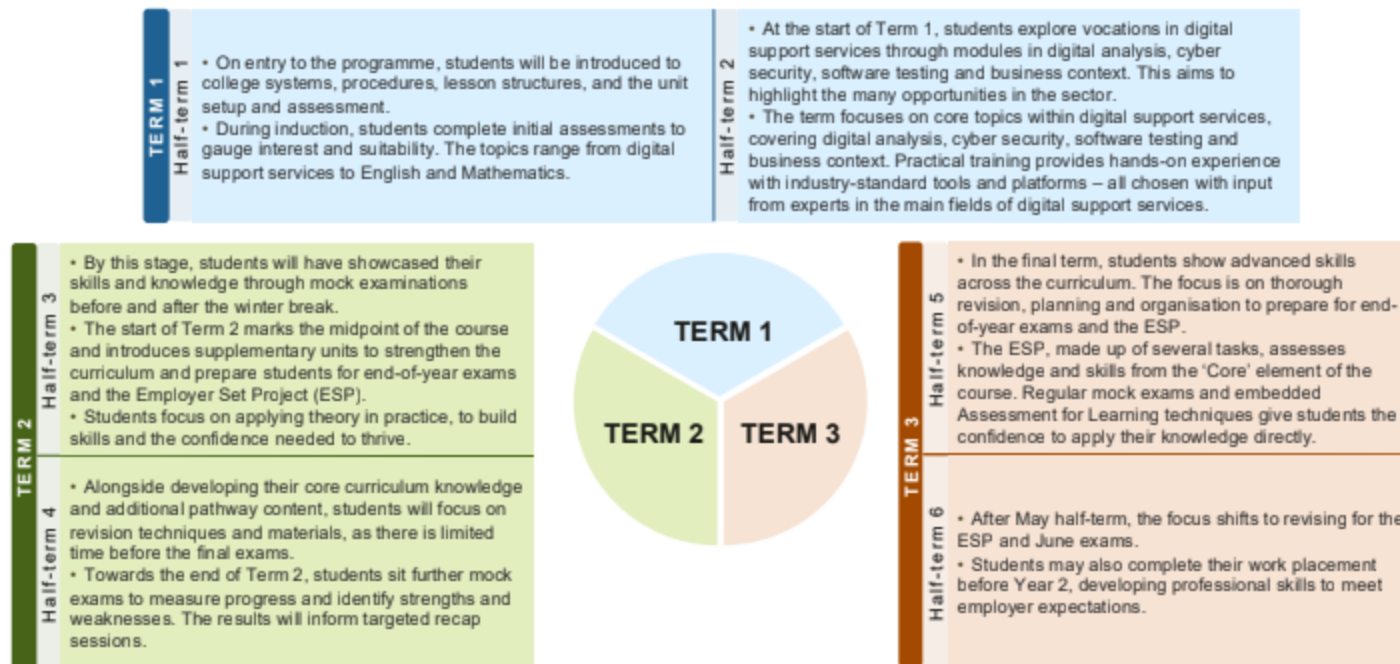 TERM 1
Half-term 1
• On entry to the programme, students will be introduced to
college systems, procedures, lesson structures, and the unit
setup and assessment.
• During induction, students complete initial assessments to
gauge interest and suitability. The topics range from digital
support services to English and Mathematics.
Half-term 2
• At the start of Term 1, students explore vocations in digital
support services through modules in digital analysis, cyber
security, software testing and business context. This aims to
highlight the many opportunities in the sector.
• The term focuses on core topics within digital support services,
covering digital analysis, cyber security, software testing and
business context. Practical training provides hands-on experience
with industry-standard tools and platforms – all chosen with input
from experts in the main fields of digital support services.
TERM 2
Half-term 3
• By this stage, students will have showcased their
skills and knowledge through mock examinations
before and after the winter break.
• The start of Term 2 marks the midpoint of the course
and introduces supplementary units to strengthen the
curriculum and prepare students for end-of-year exams
and the Employer Set Project (ESP).
• Students focus on applying theory in practice, to build
skills and the confidence needed to thrive.
Half-term 4
• Alongside developing their core curriculum knowledge
and additional pathway content, students will focus on
revision techniques and materials, as there is limited
time before the final exams.
• Towards the end of Term 2, students sit further mock
exams to measure progress and identify strengths and
weaknesses. The results will inform targeted recap
sessions.
TERM 1
TERM 2
TERM 3
TERM 3
Half-term 5
• In the final term, students show advanced skills
across the curriculum. The focus is on thorough
revision, planning and organisation to prepare for end-
of-year exams and the ESP.
• The ESP, made up of several tasks, assesses
knowledge and skills from the ‘Core’ element of the
course. Regular mock exams and embedded
Assessment for Learning techniques give students the
confidence to apply their knowledge directly.
Half-term 6
• After May half-term, the focus shifts to revising for the
ESP and June exams.
• Students may also complete their work placement
before Year 2, developing professional skills to meet
employer expectations.